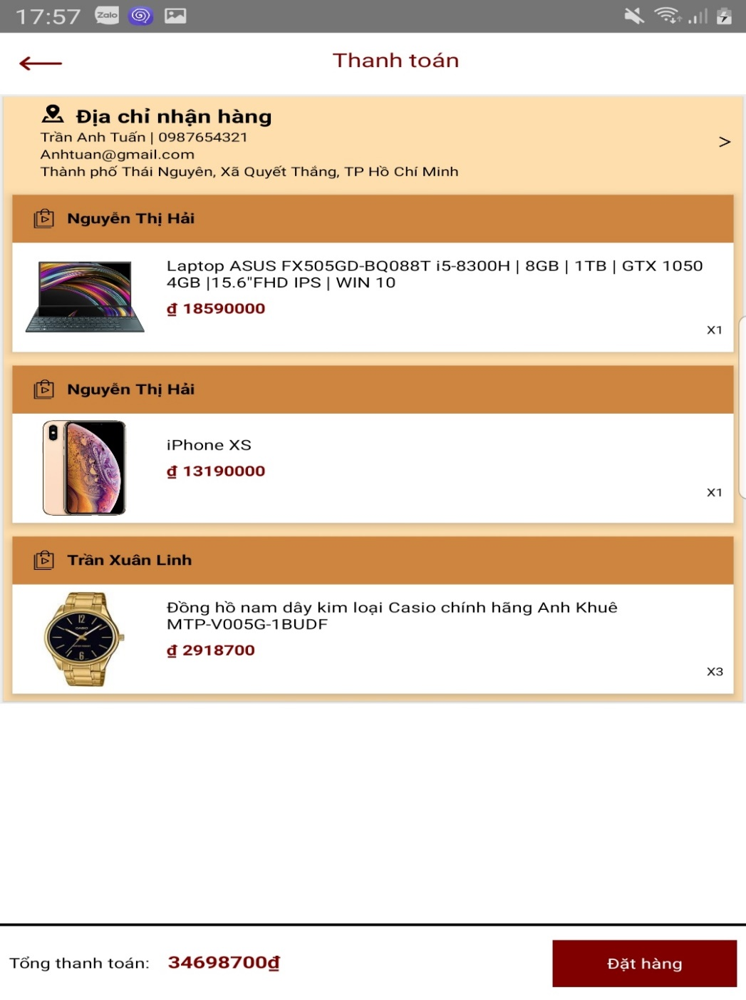 17:57 Zalo
Thanh toán
Địa chỉ nhận hàng
Trần Anh Tuấn | 0987654321
Anhtuan@gmail.com
Thành phố Thái Nguyên, Xã Quyết Thắng, TP Hồ Chí Minh
>
Nguyễn Thị Hải
Laptop ASUS FX505GD-BQ088T i5-8300H | 8GB | 1TB | GTX 1050
4GB |15.6"FHD IPS | WIN 10
₫ 18590000
X1
Nguyễn Thị Hải
iPhone XS
₫ 13190000
X1
Trần Xuân Linh
12
CASIO
6
Đồng hồ nam dây kim loại Casio chính hãng Anh Khuê
MTP-V005G-1BUDF
₫ 2918700
X3
Tổng thanh toán: 34698700₫
Đặt hàng